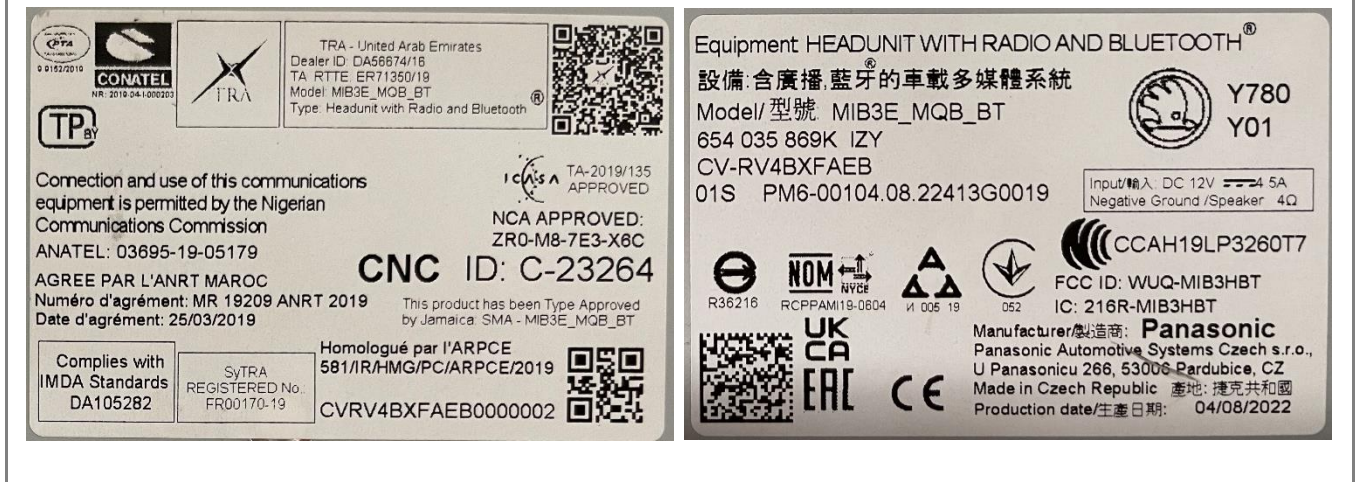 PTA
9.9152/2019
CONATEL
NR: 2019-04-I-000203
TRA
TRA - United Arab Emirates
Dealer ID: DA56674/16
TA RTTE: ER71350/19
Model: MIB3E_MQB_BT
Type: Headunit with Radio and Bluetooth ®
TP BY
ICASA TA-2019/135
APPROVED
Connection and use of this communications
equipment is permitted by the Nigerian
Communications Commission
NCA APPROVED:
ZR0-M8-7E3-X6C
ANATEL: 03695-19-05179
CNC ID: C-23264
AGREE PAR L'ANRT MAROC
Numéro d'agrément: MR 19209 ANRT 2019
Date d'agrément: 25/03/2019
This product has been Type Approved
by Jamaica: SMA - MIB3E_MQB_BT
Complies with
IMDA Standards
DA105282
SyTRA
REGISTERED No.:
FR00170-19
Homologué par l'ARPCE
581/IR/HMG/PC/ARPCE/2019
CVRV4BXFAEB0000002
Equipment HEADUNIT WITH RADIO AND BLUETOOTH®
設備:含廣播,藍牙®的車載多媒體系統
Model/ 型號: MIB3E_MQB_BT
654 035 869K IZY
CV-RV4BXFAEB
01S PM6-00104.08.22413G0019
Y780
Y01
Input/輸入: DC 12V 4.5A
Negative Ground /Speaker 4Ω
CCAH19LP3260T7
R36216
NOM NYCE
RCPPAMI19-0604
И 005 19
052
FCC ID: WUQ-MIB3HBT
IC: 216R-MIB3HBT
UK
CA
EAC
CE
Manufacturer/製造商: Panasonic
Panasonic Automotive Systems Czech s.r.o.,
U Panasonicu 266, 53006 Pardubice, CZ
Made in Czech Republic 產地: 捷克共和國
Production date/生產日期: 04/08/2022